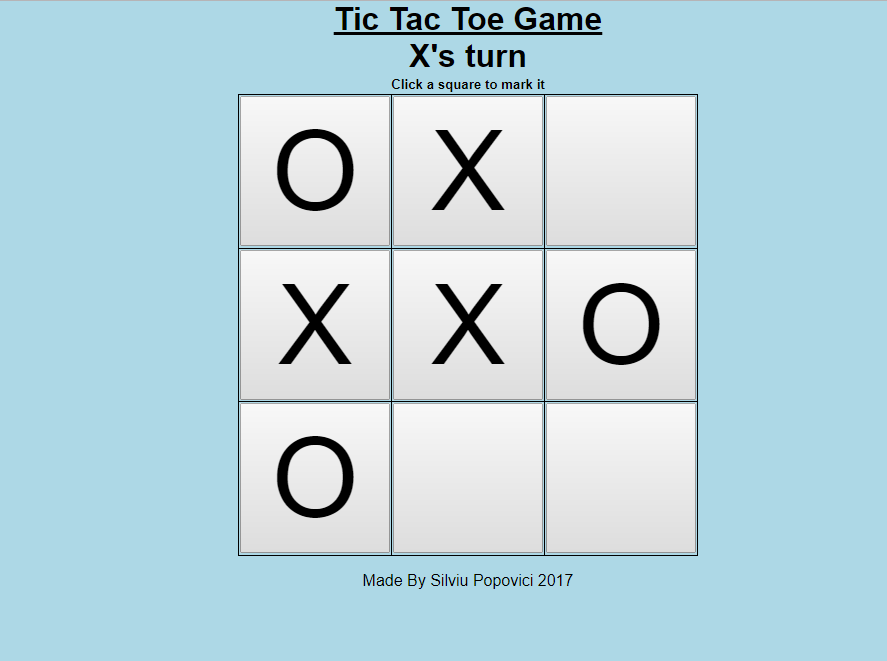 Tic Tac Toe Game
X's turn
Click a square to mark it
O X
X X O
O
Made By Silviu Popovici 2017